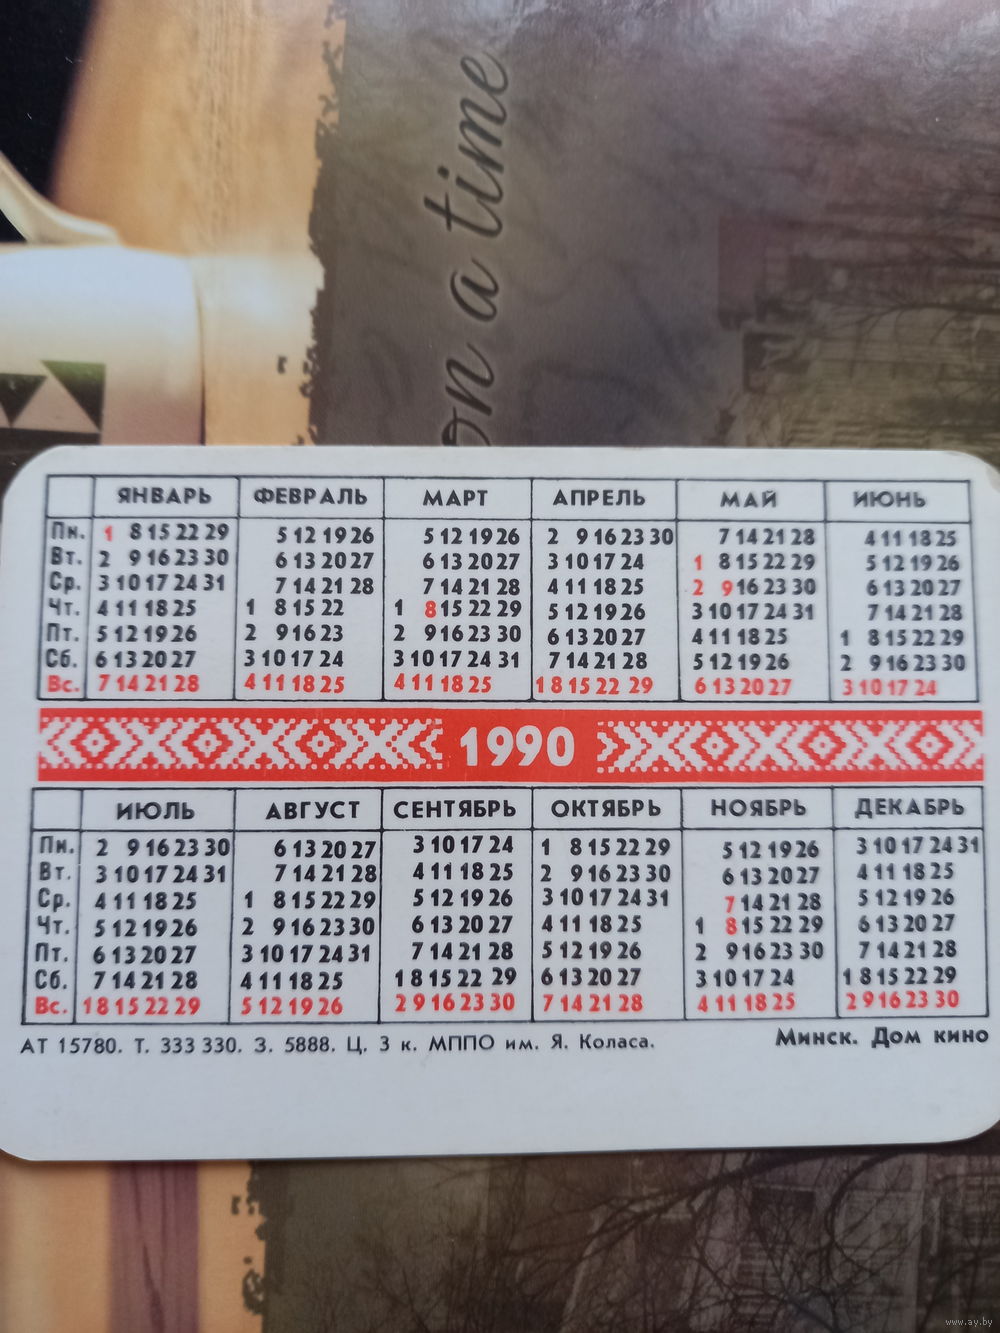 on a time
ЯНВАРЬ ФЕВРАЛЬ МАРТ АПРЕЛЬ МАЙ ИЮНЬ
Пн. 1 8 15 22 29 5 12 19 26 5 12 19 26 2 9 16 23 30 7 14 21 28 4 11 18 25
Вт. 2 9 16 23 30 6 13 20 27 6 13 20 27 3 10 17 24 1 8 15 22 29 5 12 19 26
Ср. 3 10 17 24 31 7 14 21 28 7 14 21 28 4 11 18 25 2 9 16 23 30 6 13 20 27
Чт. 4 11 18 25 1 8 15 22 1 8 15 22 29 5 12 19 26 3 10 17 24 31 7 14 21 28
Пт. 5 12 19 26 2 9 16 23 2 9 16 23 30 6 13 20 27 4 11 18 25 1 8 15 22 29
Сб. 6 13 20 27 3 10 17 24 3 10 17 24 31 7 14 21 28 5 12 19 26 2 9 16 23 30
Вс. 7 14 21 28 4 11 18 25 4 11 18 25 1 8 15 22 29 6 13 20 27 3 10 17 24
1990
ИЮЛЬ АВГУСТ СЕНТЯБРЬ ОКТЯБРЬ НОЯБРЬ ДЕКАБРЬ
Пн. 2 9 16 23 30 6 13 20 27 3 10 17 24 1 8 15 22 29 5 12 19 26 3 10 17 24 31
Вт. 3 10 17 24 31 7 14 21 28 4 11 18 25 2 9 16 23 30 6 13 20 27 4 11 18 25
Ср. 4 11 18 25 1 8 15 22 29 5 12 19 26 3 10 17 24 31 7 14 21 28 5 12 19 26
Чт. 5 12 19 26 2 9 16 23 30 6 13 20 27 4 11 18 25 1 8 15 22 29 6 13 20 27
Пт. 6 13 20 27 3 10 17 24 31 7 14 21 28 5 12 19 26 2 9 16 23 30 7 14 21 28
Сб. 7 14 21 28 4 11 18 25 1 8 15 22 29 6 13 20 27 3 10 17 24 1 8 15 22 29
Вс. 1 8 15 22 29 5 12 19 26 2 9 16 23 30 7 14 21 28 4 11 18 25 2 9 16 23 30
АТ 15780. Т. 333 330. З. 5888. Ц. 3 к. МППО им. Я. Коласа. Минск. Дом кино
www.ay.by